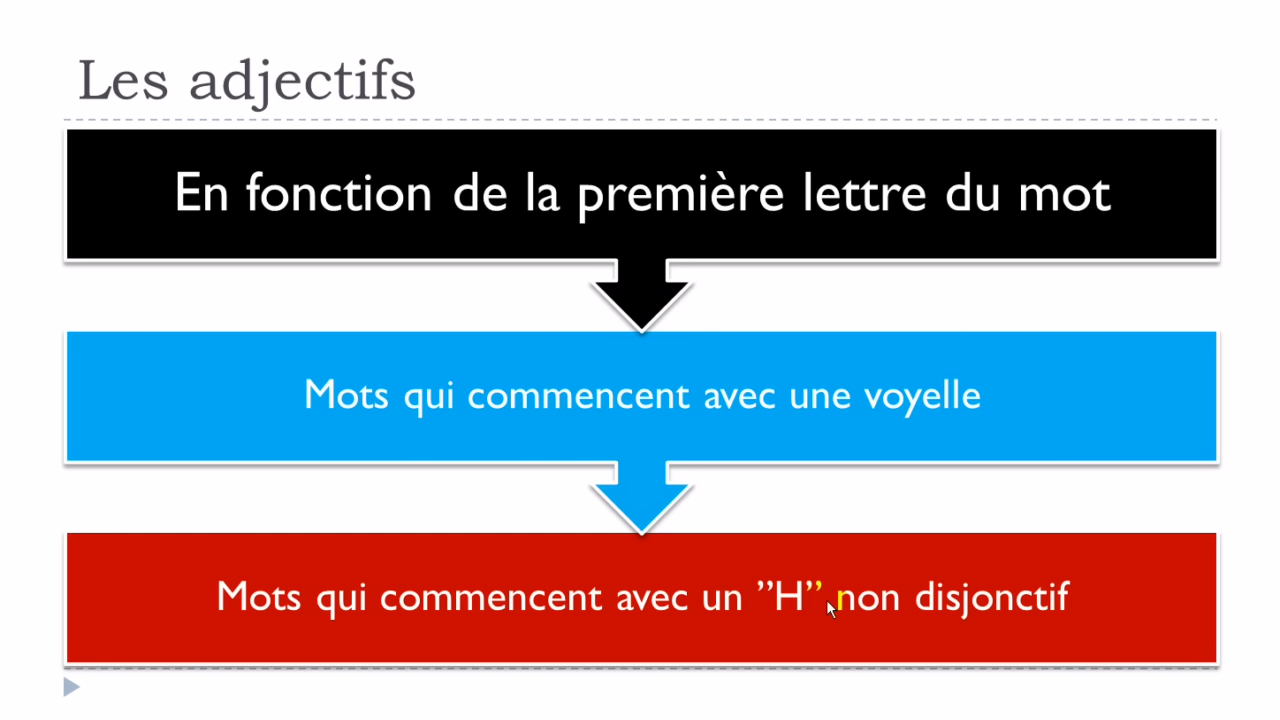 Les adjectifs
En fonction de la première lettre du mot
Mots qui commencent avec une voyelle
Mots qui commencent avec un ”H” non disjonctif